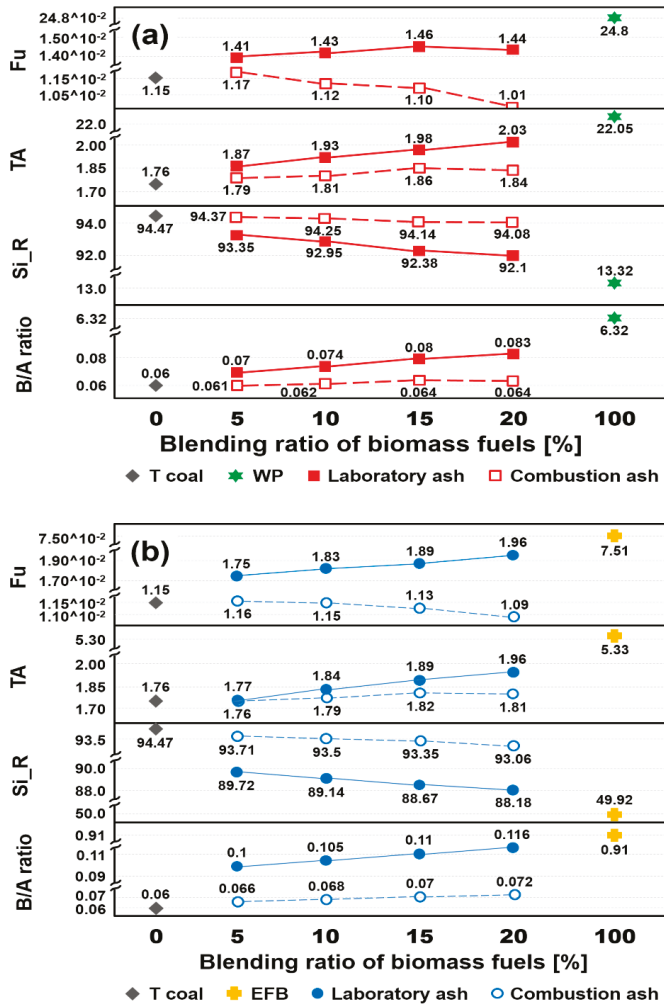 (a)
Fu
24.8^10^-2
1.50^10^-2
1.40^10^-2
1.15^10^-2
1.05^10^-2
1.41 1.43 1.46 1.44 24.8
1.15 1.17 1.12 1.10 1.01
TA
22.0
2.00
1.85
1.70
1.76 1.87 1.93 1.98 2.03 22.05
1.79 1.81 1.86 1.84
Si_R
94.0
92.0
13.0
94.47 94.37 94.25 94.14 94.08
93.35 92.95 92.38 92.1 13.32
B/A ratio
6.32
0.08
0.06
0.06 0.07 0.074 0.08 0.083 6.32
0.061 0.062 0.064 0.064
0 5 10 15 20 100
Blending ratio of biomass fuels [%]
T coal WP Laboratory ash Combustion ash
(b)
Fu
7.50^10^-2
1.90^10^-2
1.70^10^-2
1.15^10^-2
1.10^10^-2
1.75 1.83 1.89 1.96 7.51
1.15 1.16 1.15 1.13 1.09
TA
5.30
2.00
1.85
1.70
1.76 1.77 1.84 1.89 1.96 5.33
1.76 1.79 1.82 1.81
Si_R
93.5
90.0
88.0
50.0
94.47 93.71 93.5 93.35 93.06
89.72 89.14 88.67 88.18 49.92
B/A ratio
0.91
0.11
0.09
0.07
0.06
0.1 0.105 0.11 0.116 0.91
0.06 0.066 0.068 0.07 0.072
0 5 10 15 20 100
Blending ratio of biomass fuels [%]
T coal EFB Laboratory ash Combustion ash